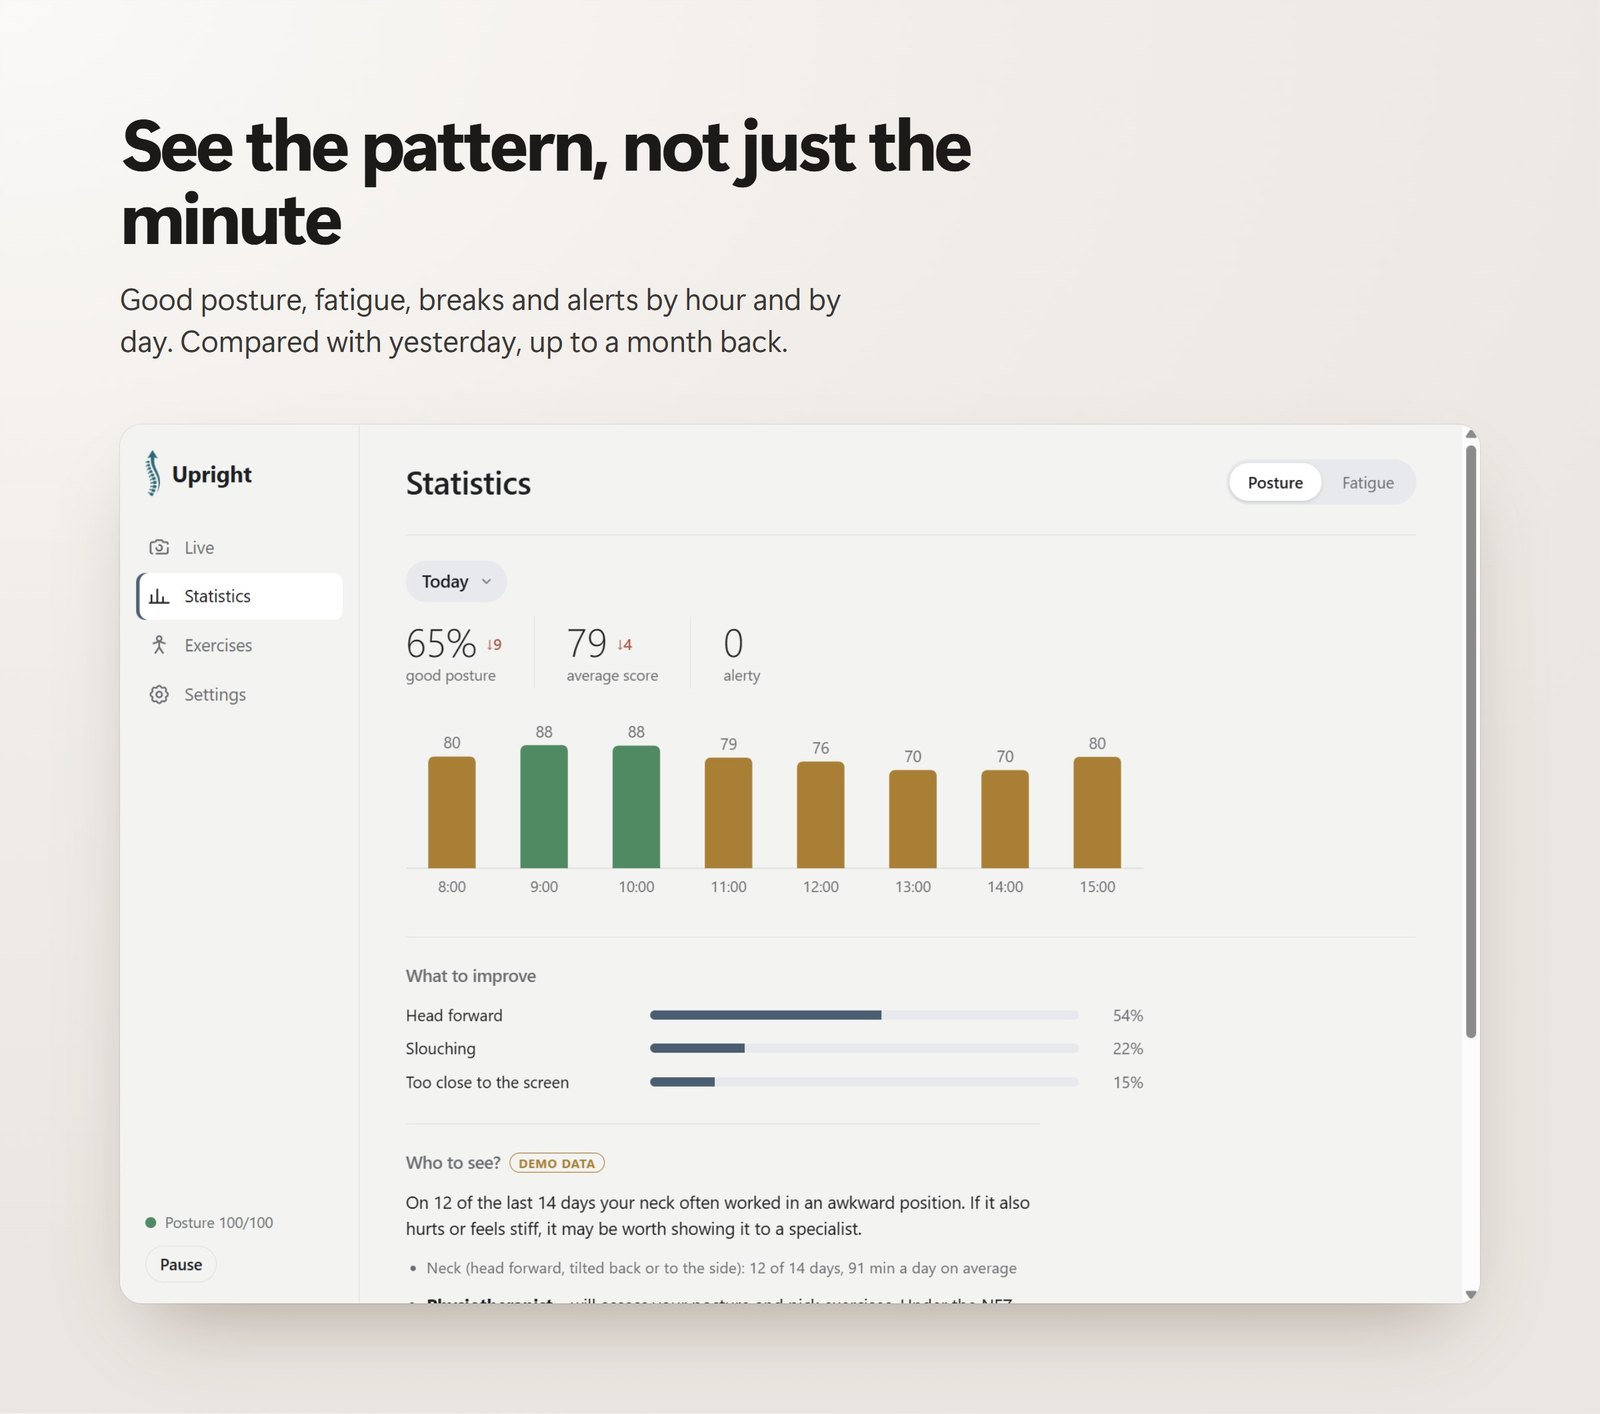 See the pattern, not just the
minute
Good posture, fatigue, breaks and alerts by hour and by
day. Compared with yesterday, up to a month back.
Upright
Live
Statistics
Exercises
Settings
Posture 100/100
Pause
Statistics
Posture Fatigue
Today
65% ↓9 79 ↓4 0
good posture average score alerty
80 88 88 79 76 70 70 80
8:00 9:00 10:00 11:00 12:00 13:00 14:00 15:00
What to improve
Head forward 54%
Slouching 22%
Too close to the screen 15%
Who to see? DEMO DATA
On 12 of the last 14 days your neck often worked in an awkward position. If it also
hurts or feels stiff, it may be worth showing it to a specialist.
• Neck (head forward, tilted back or to the side): 12 of 14 days, 91 min a day on average